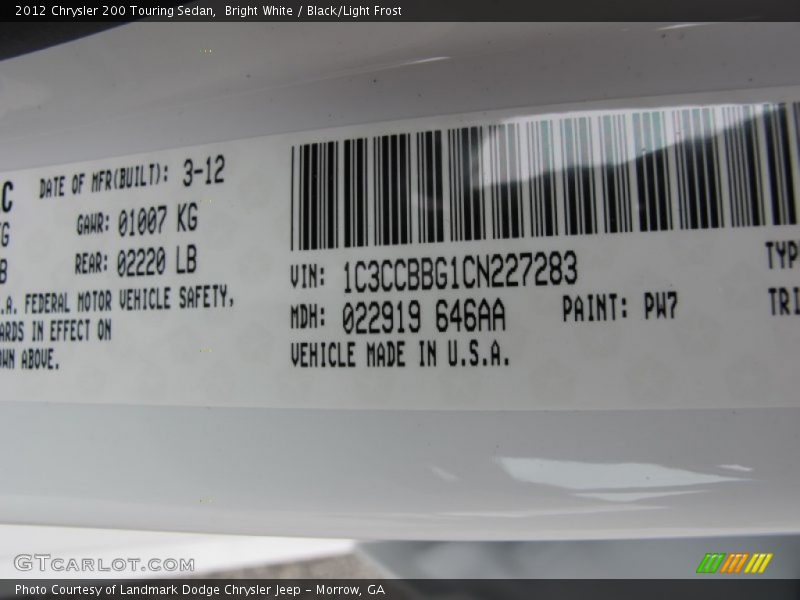 2012 Chrysler 200 Touring Sedan,  Bright White / Black/Light Frost
C DATE OF MFR(BUILT): 3-12
G GAWR: 01007 KG
B REAR: 02220 LB
.A. FEDERAL MOTOR VEHICLE SAFETY,
ARDS IN EFFECT ON
WN ABOVE.
VIN: 1C3CCBBG1CN227283
MDH: 022919 646AA PAINT: PW7
VEHICLE MADE IN U.S.A.
TYP
TRI
GTCARLOT.COM
Photo Courtesy of Landmark Dodge Chrysler Jeep – Morrow, GA